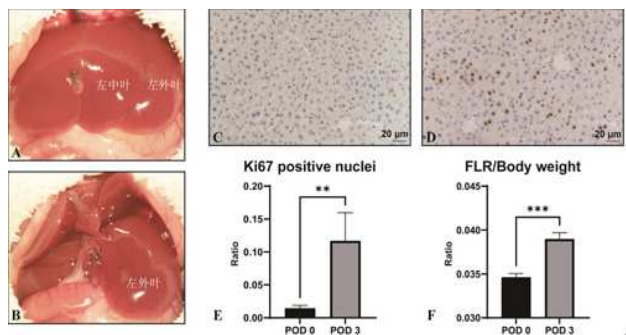 左中叶
左外叶
A
C
20 μm
D
20 μm
左外叶
B
Ki67 positive nuclei
**
Ratio
0.20
0.15
0.10
0.05
0.00
POD 0
POD 3
E
FLR/Body weight
***
Ratio
0.045
0.040
0.035
0.030
POD 0
POD 3
F